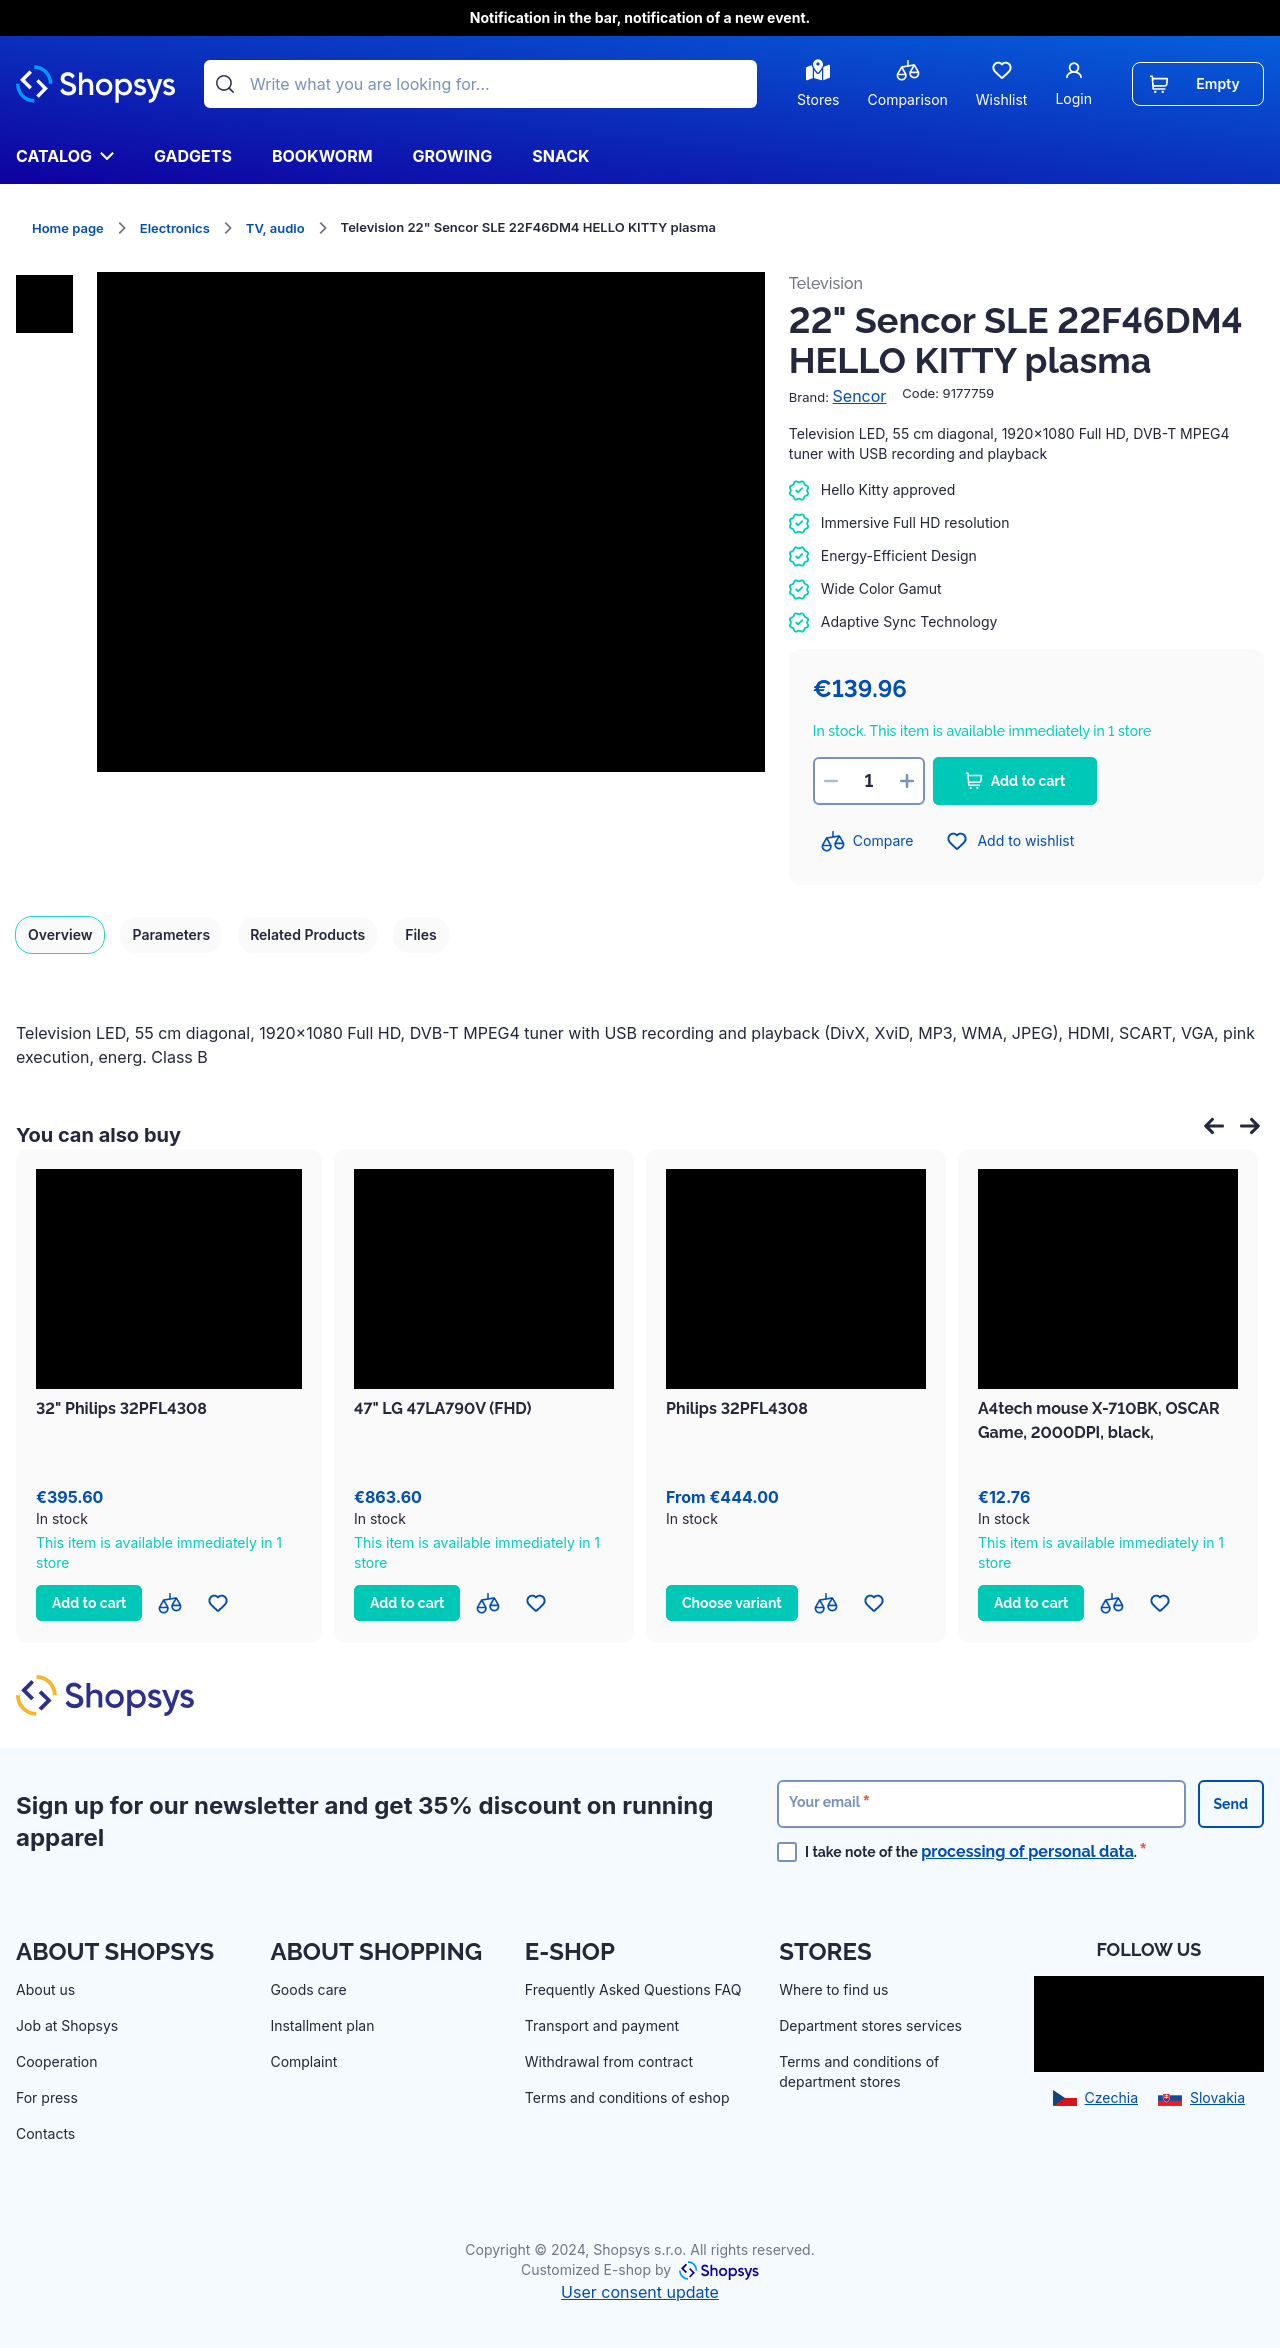 Notification in the bar, notification of a new event.
Shopsys
Write what you are looking for...
Stores
Comparison
Wishlist
Login
Empty
CATALOG
GADGETS
BOOKWORM
GROWING
SNACK
Home page
Electronics
TV, audio
Television 22" Sencor SLE 22F46DM4 HELLO KITTY plasma
Television
22" Sencor SLE 22F46DM4
HELLO KITTY plasma
Brand: Sencor
Code: 9177759
Television LED, 55 cm diagonal, 1920×1080 Full HD, DVB-T MPEG4
tuner with USB recording and playback
Hello Kitty approved
Immersive Full HD resolution
Energy-Efficient Design
Wide Color Gamut
Adaptive Sync Technology
€139.96
In stock. This item is available immediately in 1 store
1
Add to cart
Compare
Add to wishlist
Overview
Parameters
Related Products
Files
Television LED, 55 cm diagonal, 1920×1080 Full HD, DVB-T MPEG4 tuner with USB recording and playback (DivX, XviD, MP3, WMA, JPEG), HDMI, SCART, VGA, pink
execution, energ. Class B
You can also buy
32" Philips 32PFL4308
€395.60
In stock
This item is available immediately in 1
store
Add to cart
47" LG 47LA790V (FHD)
€863.60
In stock
This item is available immediately in 1
store
Add to cart
Philips 32PFL4308
From €444.00
In stock
Choose variant
A4tech mouse X-710BK, OSCAR
Game, 2000DPI, black,
€12.76
In stock
This item is available immediately in 1
store
Add to cart
Shopsys
Sign up for our newsletter and get 35% discount on running
apparel
Your email *
Send
I take note of the processing of personal data. *
ABOUT SHOPSYS
About us
Job at Shopsys
Cooperation
For press
Contacts
ABOUT SHOPPING
Goods care
Installment plan
Complaint
E-SHOP
Frequently Asked Questions FAQ
Transport and payment
Withdrawal from contract
Terms and conditions of eshop
STORES
Where to find us
Department stores services
Terms and conditions of
department stores
FOLLOW US
Czechia
Slovakia
Copyright © 2024, Shopsys s.r.o. All rights reserved.
Customized E-shop by Shopsys
User consent update